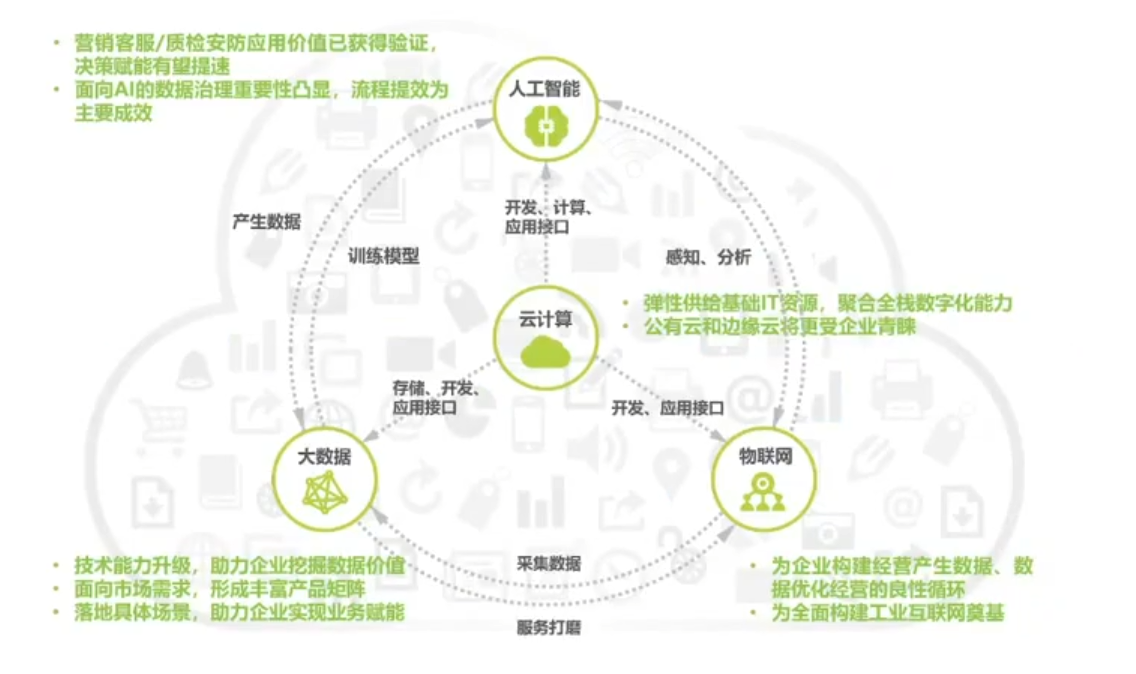 • 营销客服/质检安防应用价值已获得验证，
决策赋能有望提速
• 面向AI的数据治理重要性凸显，流程提效为
主要成效
人工智能
产生数据
训练模型
开发、计算、
应用接口
感知、分析
云计算
• 弹性供给基础IT资源，聚合全栈数字化能力
• 公有云和边缘云将更受企业青睐
存储、开发、
应用接口
开发、应用接口
大数据
物联网
采集数据
服务打磨
• 技术能力升级，助力企业挖掘数据价值
• 面向市场需求，形成丰富产品矩阵
• 落地具体场景，助力企业实现业务赋能
• 为企业构建经营产生数据、数
据优化经营的良性循环
• 为全面构建工业互联网奠基